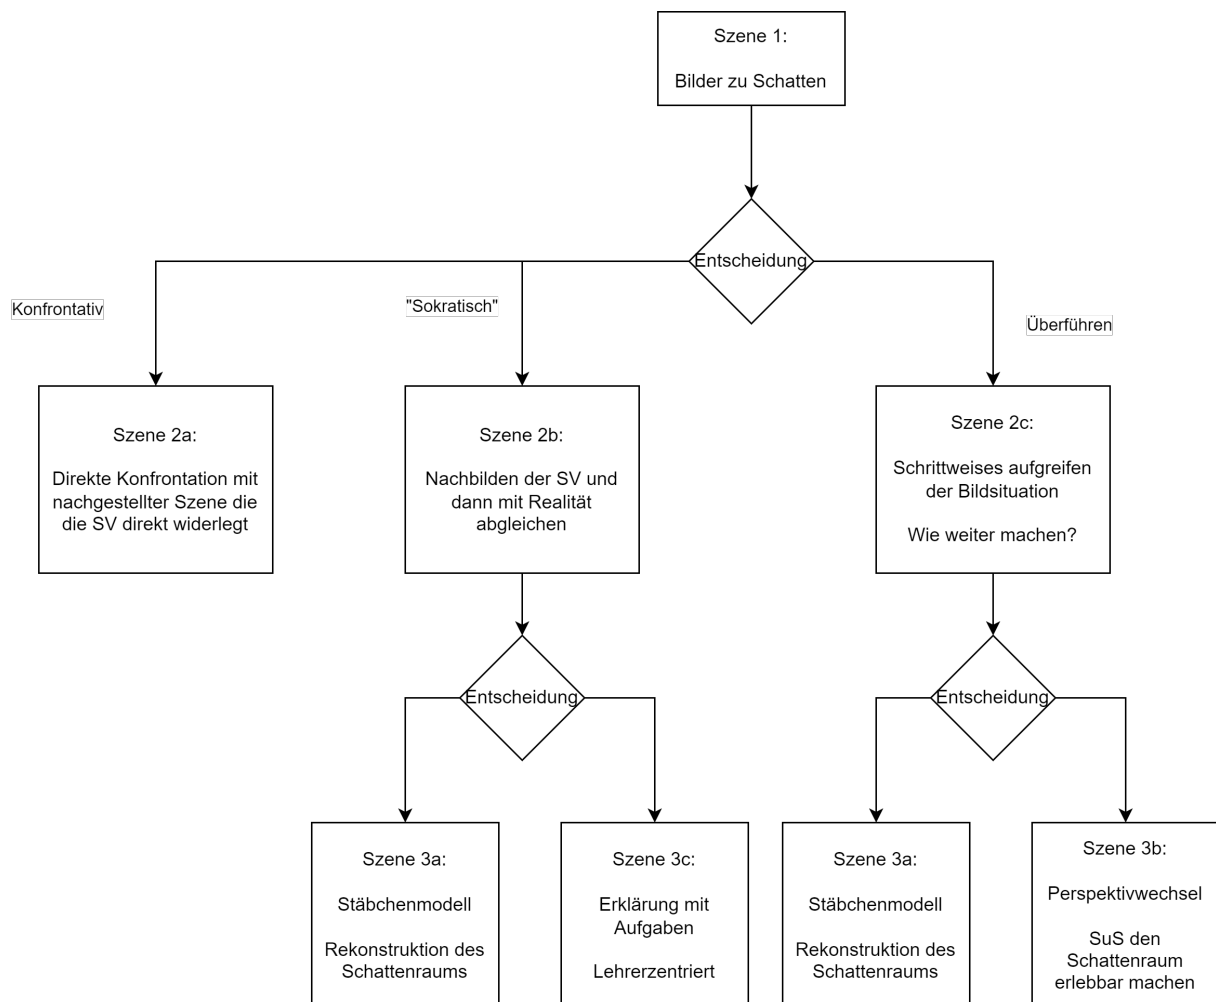 Szene 1:
Bilder zu Schatten
Entscheidung
Konfrontativ
"Sokratisch"
Überführen
Szene 2a:
Direkte Konfrontation mit
nachgestellter Szene die
die SV direkt widerlegt
Szene 2b:
Nachbilden der SV und
dann mit Realität
abgleichen
Szene 2c:
Schrittweises aufgreifen
der Bildsituation
Wie weiter machen?
Entscheidung
Entscheidung
Szene 3a:
Stäbchenmodell
Rekonstruktion des
Schattenraums
Szene 3c:
Erklärung mit
Aufgaben
Lehrerzentriert
Szene 3a:
Stäbchenmodell
Rekonstruktion des
Schattenraums
Szene 3b:
Perspektivwechsel
SuS den
Schattenraum
erlebbar machen